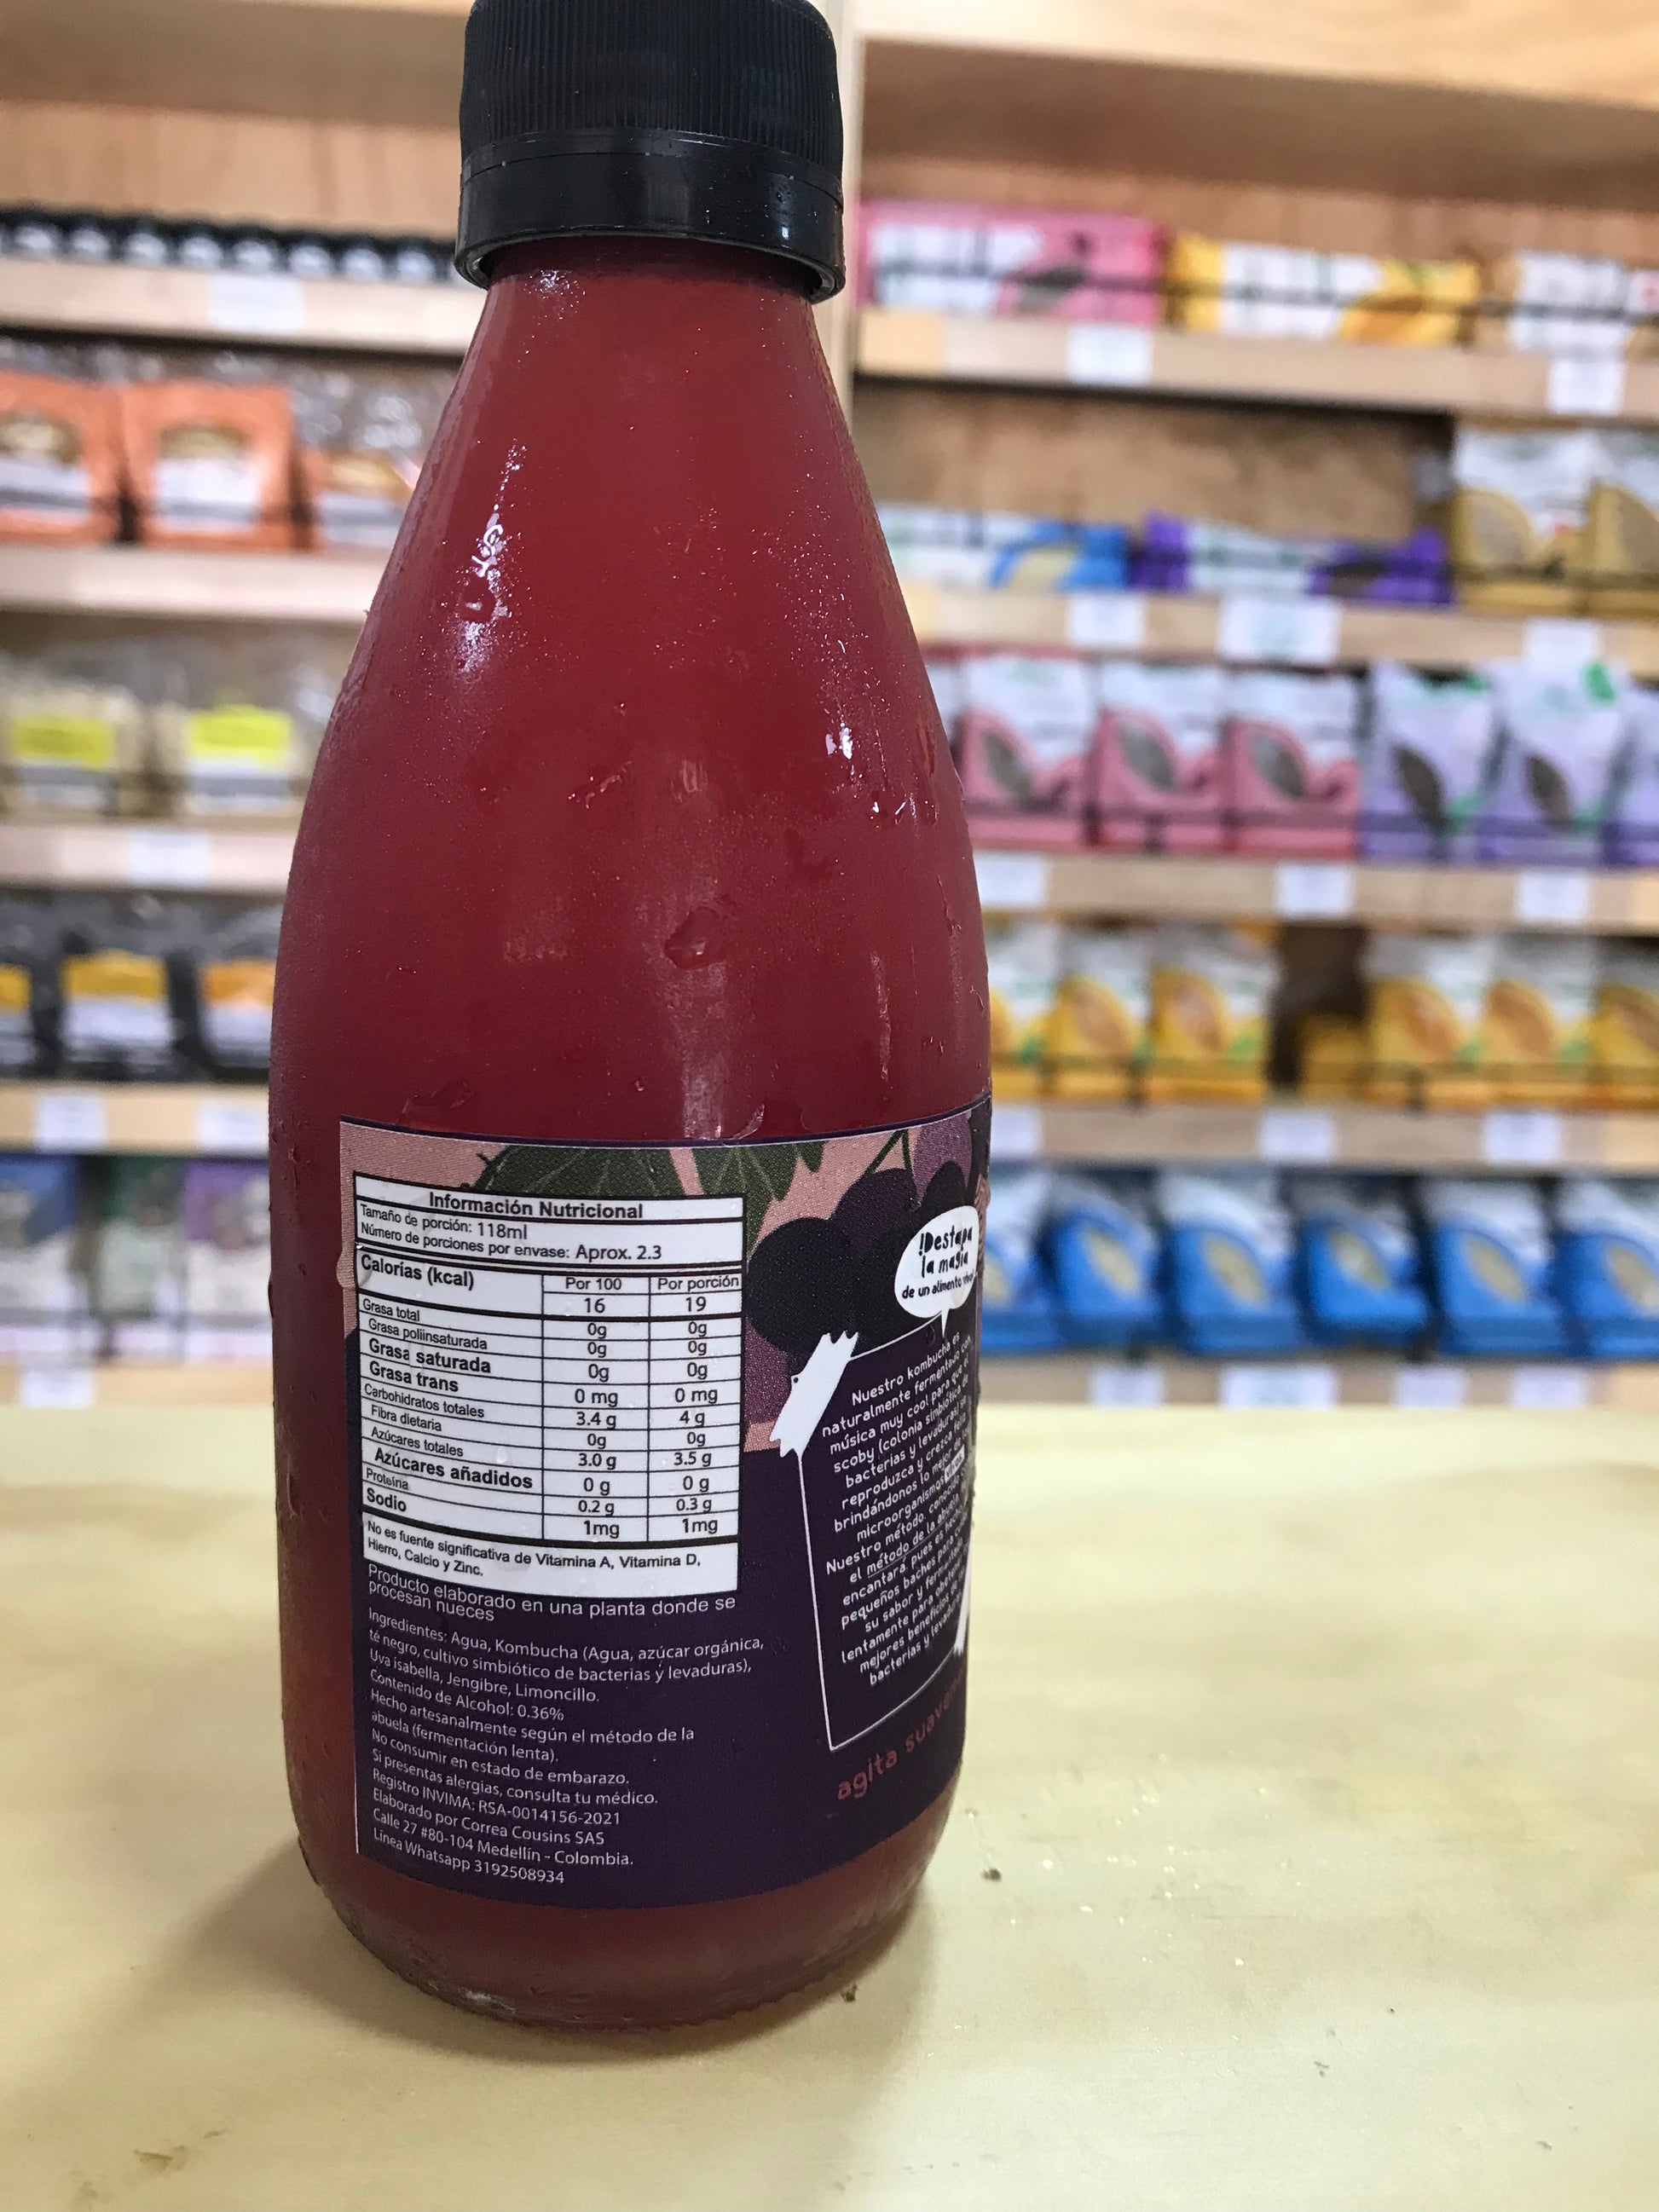 Información Nutricional
Tamaño de porción: 118ml
Número de porciones por envase: Aprox. 2.3
Calorías (kcal) Por 100 Por porción
16 19
Grasa total 0g 0g
Grasa poliinsaturada 0g 0g
Grasa saturada 0g 0g
Grasa trans 0 mg 0 mg
Carbohidratos totales 3.4 g 4 g
Fibra dietaria 0g 0g
Azúcares totales 3.0 g 3.5 g
Azúcares añadidos 0 g 0 g
Proteína 0.2 g 0.3 g
Sodio 1mg 1mg
No es fuente significativa de Vitamina A, Vitamina D,
Hierro, Calcio y Zinc.
Producto elaborado en una planta donde se
procesan nueces
Ingredientes: Agua, Kombucha (Agua, azúcar orgánica,
té negro, cultivo simbiótico de bacterias y levaduras),
Uva isabella, Jengibre, Limoncillo.
Contenido de Alcohol: 0.36%
Hecho artesanalmente según el método de la
abuela (fermentación lenta).
No consumir en estado de embarazo.
Si presentas alergias, consulta tu médico.
Registro INVIMA: RSA-0014156-2021
Elaborado por Correa Cousins SAS
Calle 27 #80-104 Medellín - Colombia.
Línea Whatsapp 3192508934
!Destapa
la magia
de un alimento
Nuestro kombucha es
naturalmente fermentado con
música muy cool para que el
scoby (colonia simbiótica de
bacterias y levaduras) se
reproduzca y crezca feliz
brindándonos lo mejor
microorganismos
Nuestro método,
el método de la abuela
encantará, pues es
pequeños baches para
su sabor y
lentamente para
mejores beneficios
bacterias y
agita